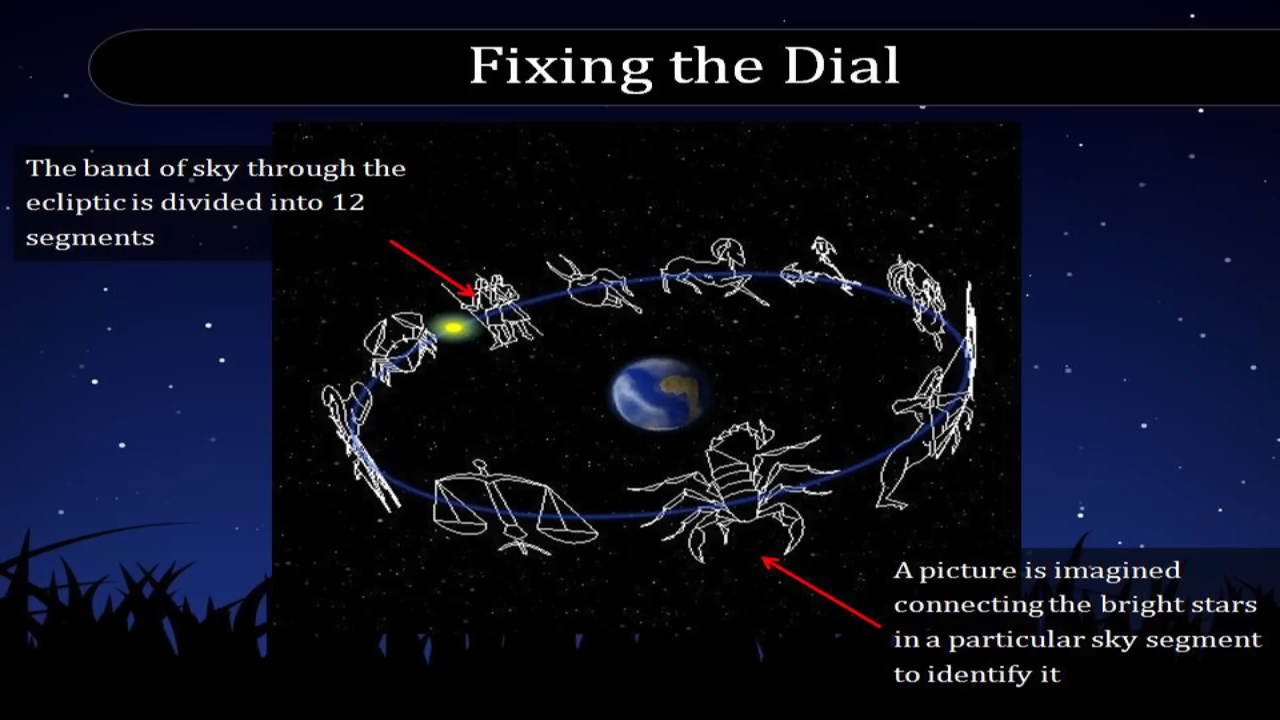 Fixing the Dial
The band of sky through the
ecliptic is divided into 12
segments
A picture is imagined
connecting the bright stars
in a particular sky segment
to identify it